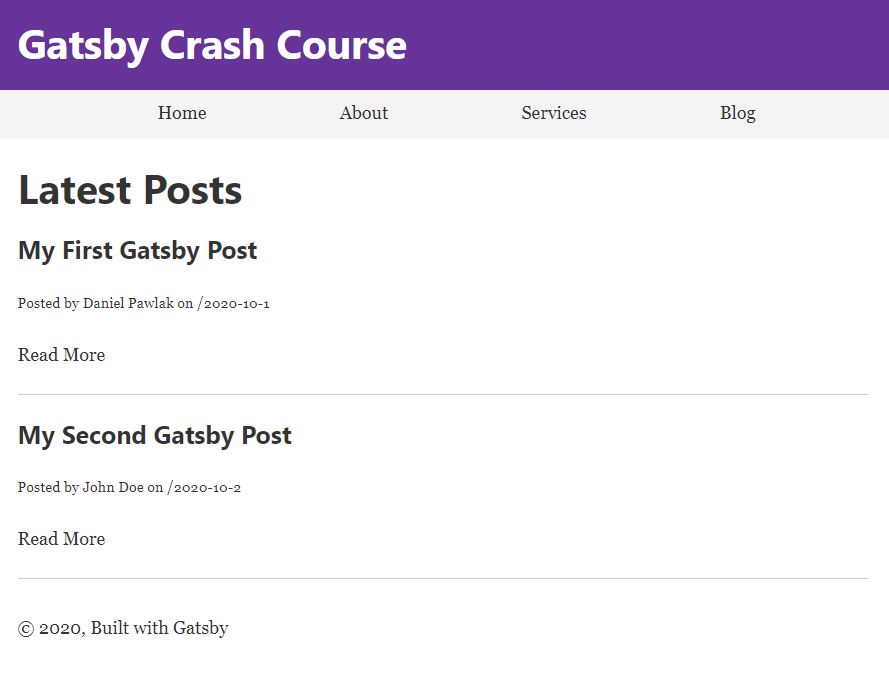 Gatsby Crash Course
Home About Services Blog
Latest Posts
My First Gatsby Post
Posted by Daniel Pawlak on /2020-10-1
Read More
My Second Gatsby Post
Posted by John Doe on /2020-10-2
Read More
© 2020, Built with Gatsby